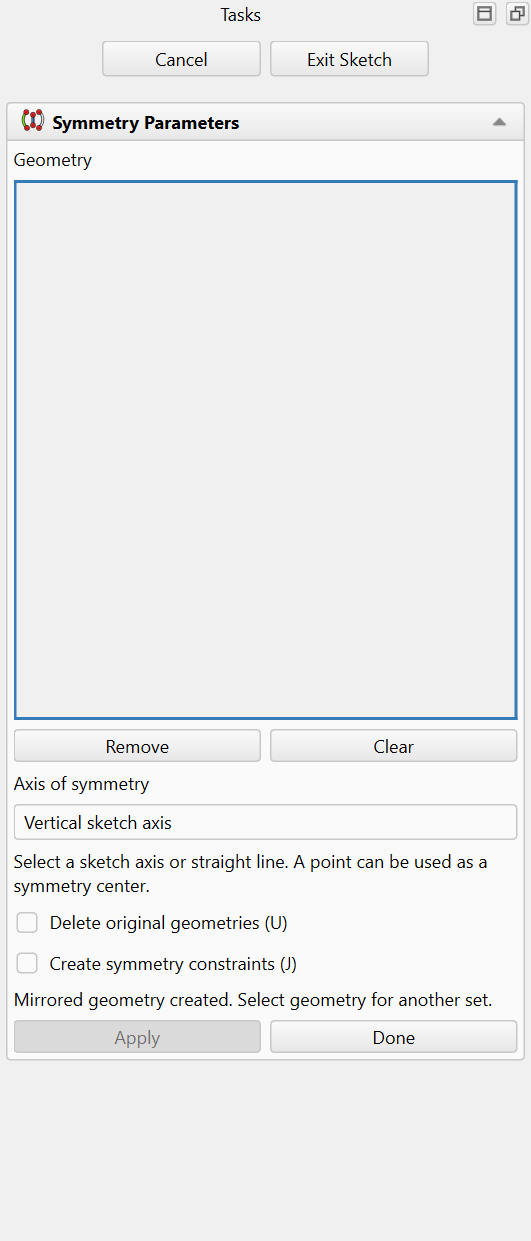 Tasks
Cancel
Exit Sketch
Symmetry Parameters
Geometry
Remove
Clear
Axis of symmetry
Vertical sketch axis
Select a sketch axis or straight line. A point can be used as a
symmetry center.
Delete original geometries (U)
Create symmetry constraints (J)
Mirrored geometry created. Select geometry for another set.
Apply
Done